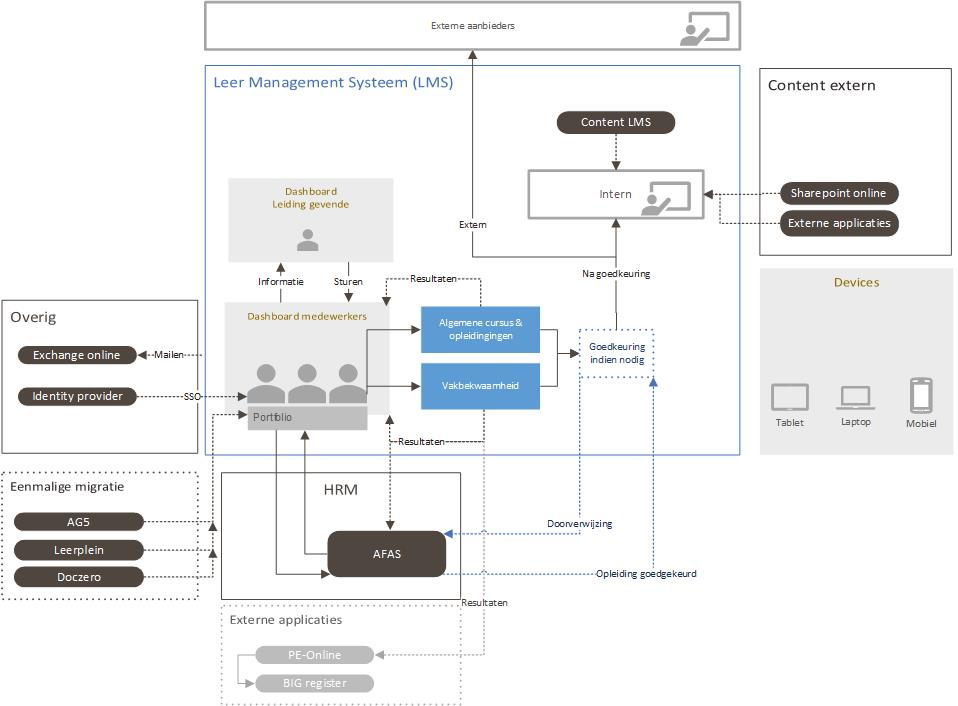 Externe aanbieders
Leer Management Systeem (LMS)
Content extern
Content LMS
Dashboard
Leiding gevende
Intern
Sharepoint online
Externe applicaties
Extern
Informatie
Sturen
Resultaten
Na goedkeuring
Devices
Overig
Dashboard medewerkers
Algemene cursus &
opleidingingen
Goedkeuring
indien nodig
Exchange online
Mailen
Vakbekwaamheid
Identity provider
SSO
Portfolio
Tablet
Laptop
Mobiel
Resultaten
Eenmalige migratie
HRM
AG5
Doorverwijzing
Leerplein
AFAS
Doczero
Opleiding goedgekeurd
Resultaten
Externe applicaties
PE-Online
BIG register